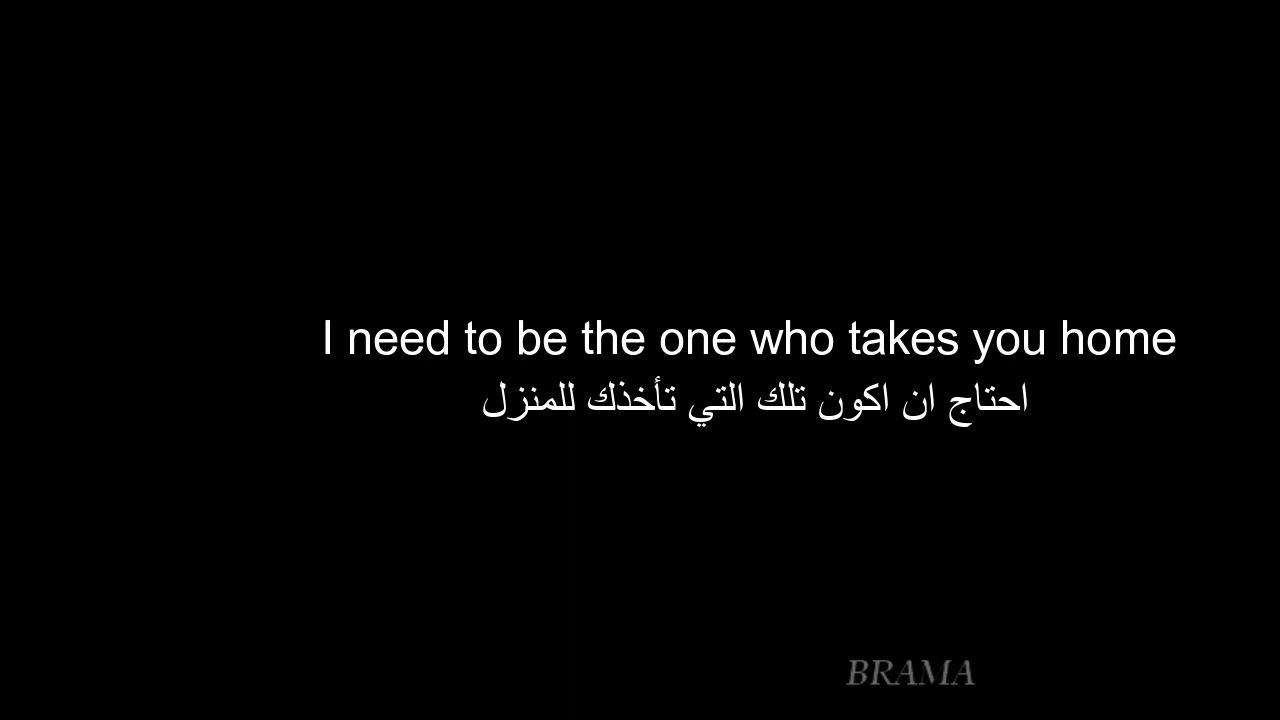 I need to be the one who takes you home
احتاج ان اكون تلك التي تأخذك للمنزل
BRAMA